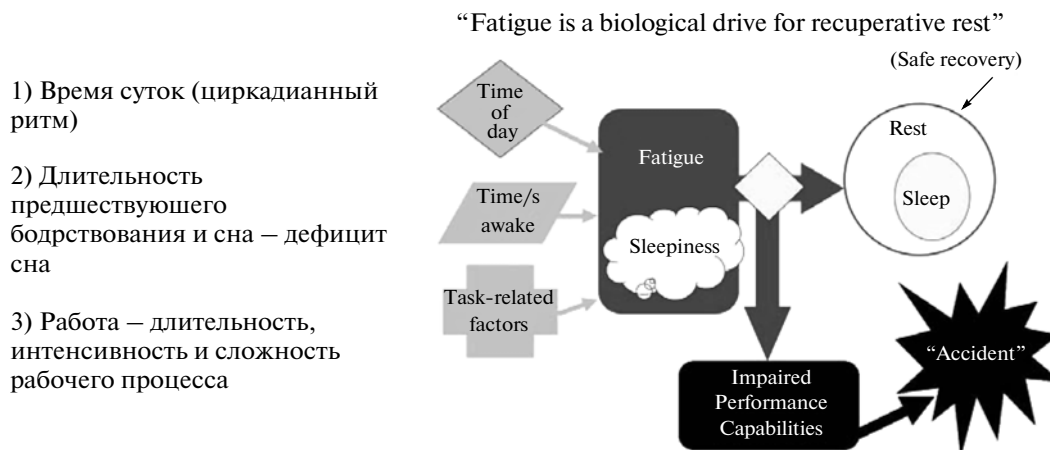 “Fatigue is a biological drive for recuperative rest”
1) Время суток (циркадианный
ритм)
2) Длительность
предшествуюшего
бодрствования и сна – дефицит
сна
3) Работа – длительность,
интенсивность и сложность
рабочего процесса
Time
of
day
Time/s
awake
Task-related
factors
Fatigue
Sleepiness
(Safe recovery)
Rest
Sleep
Impaired
Performance
Capabilities
“Accident”